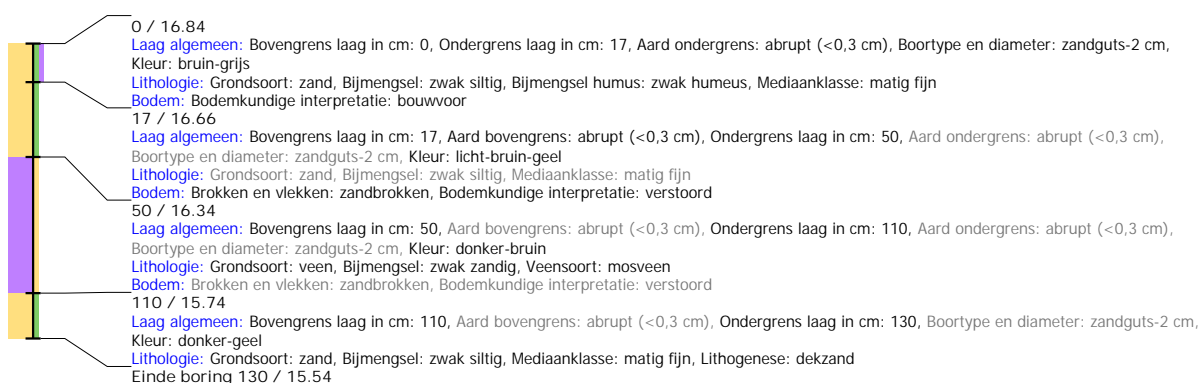 0 / 16.84
Laag algemeen: Bovengrens laag in cm: 0, Ondergrens laag in cm: 17, Aard ondergrens: abrupt (<0,3 cm), Boortype en diameter: zandguts-2 cm,
Kleur: bruin-grijs
Lithologie: Grondsoort: zand, Bijmengsel: zwak siltig, Bijmengsel humus: zwak humeus, Mediaanklasse: matig fijn
Bodem: Bodemkundige interpretatie: bouwvoor
17 / 16.66
Laag algemeen: Bovengrens laag in cm: 17, Aard bovengrens: abrupt (<0,3 cm), Ondergrens laag in cm: 50, Aard ondergrens: abrupt (<0,3 cm),
Boortype en diameter: zandguts-2 cm, Kleur: licht-bruin-geel
Lithologie: Grondsoort: zand, Bijmengsel: zwak siltig, Mediaanklasse: matig fijn
Bodem: Brokken en vlekken: zandbrokken, Bodemkundige interpretatie: verstoord
50 / 16.34
Laag algemeen: Bovengrens laag in cm: 50, Aard bovengrens: abrupt (<0,3 cm), Ondergrens laag in cm: 110, Aard ondergrens: abrupt (<0,3 cm),
Boortype en diameter: zandguts-2 cm, Kleur: donker-bruin
Lithologie: Grondsoort: veen, Bijmengsel: zwak zandig, Veensoort: mosveen
Bodem: Brokken en vlekken: zandbrokken, Bodemkundige interpretatie: verstoord
110 / 15.74
Laag algemeen: Bovengrens laag in cm: 110, Aard bovengrens: abrupt (<0,3 cm), Ondergrens laag in cm: 130, Boortype en diameter: zandguts-2 cm,
Kleur: donker-geel
Lithologie: Grondsoort: zand, Bijmengsel: zwak siltig, Mediaanklasse: matig fijn, Lithogenese: dekzand
Einde boring 130 / 15.54